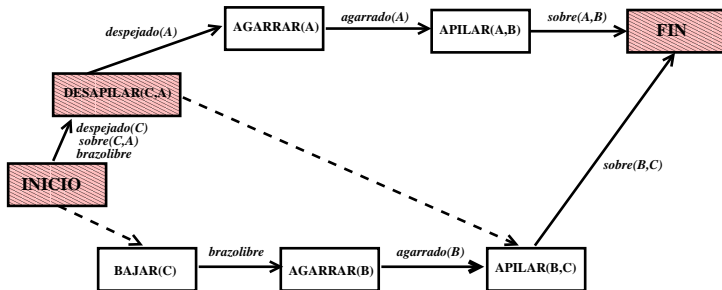 despejado(A)
AGARRAR(A)
agarrado(A)
APILAR(A,B)
sobre(A,B)
FIN
DESAPILAR(C,A)
despejado(C)
sobre(C,A)
brazolibre
INICIO
sobre(B,C)
BAJAR(C)
brazolibre
AGARRAR(B)
agarrado(B)
APILAR(B,C)